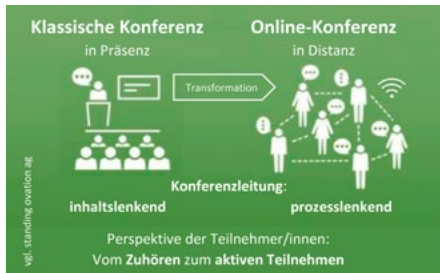 Klassische Konferenz
in Präsenz
Online-Konferenz
in Distanz
Transformation
Konferenzleitung:
inhaltslenkend
prozesslenkend
Perspektive der Teilnehmer/innen:
Vom Zuhören zum aktiven Teilnehmen
vgl. standing ovation ag